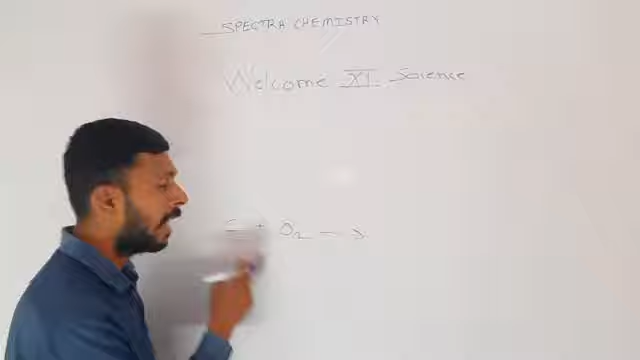 SPECTRA CHEMISTRY
Welcome XI Science
+ O₂ →